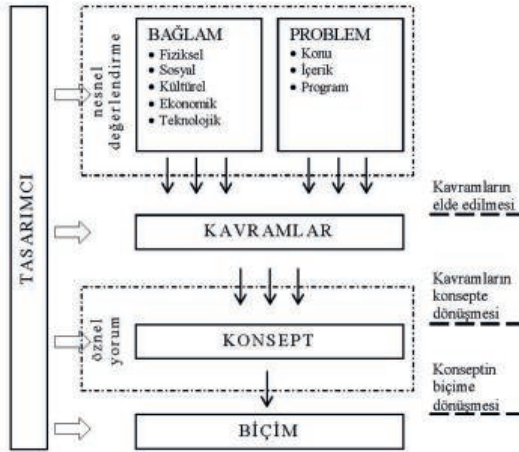 TASARIMCI
nesnel
değerlendirme
BAĞLAM
• Fiziksel
• Sosyal
• Kültürel
• Ekonomik
• Teknolojik
PROBLEM
• Konu
• İçerik
• Program
Kavramların
elde edilmesi
KAVRAMLAR
Kavramların
konsepte
dönüşmesi
öznel
yorum
KONSEPT
Konseptin
biçime
dönüşmesi
BİÇİM